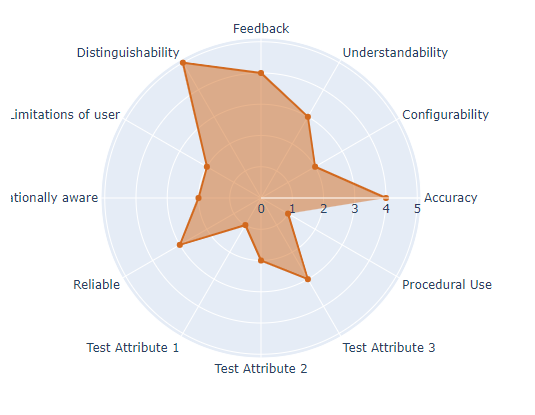 Feedback
Distinguishability
Understandability
Limitations of user
Configurability
ationally aware
Accuracy
0 1 2 3 4 5
Reliable
Procedural Use
Test Attribute 1
Test Attribute 3
Test Attribute 2